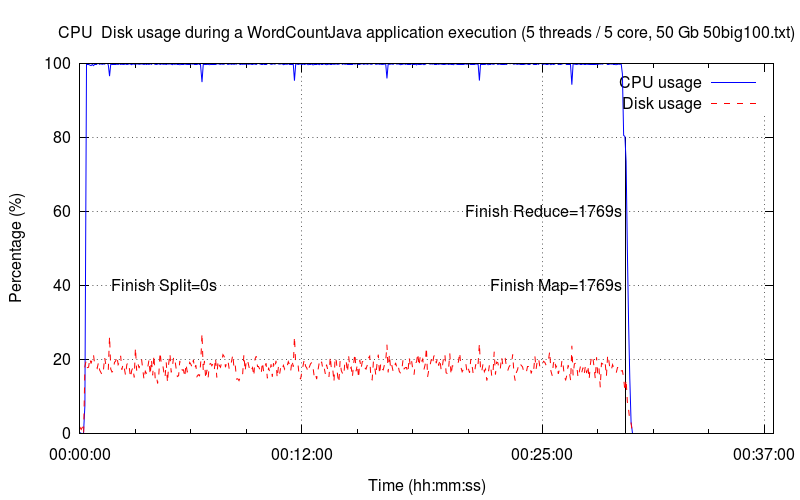 CPU  Disk usage during a WordCountJava application execution (5 threads / 5 core, 50 Gb 50big100.txt)
100
CPU usage
Disk usage
80
60
Finish Reduce=1769s
40
Finish Split=0s
Finish Map=1769s
20
0
Percentage (%)
00:00:00
00:12:00
00:25:00
00:37:00
Time (hh:mm:ss)